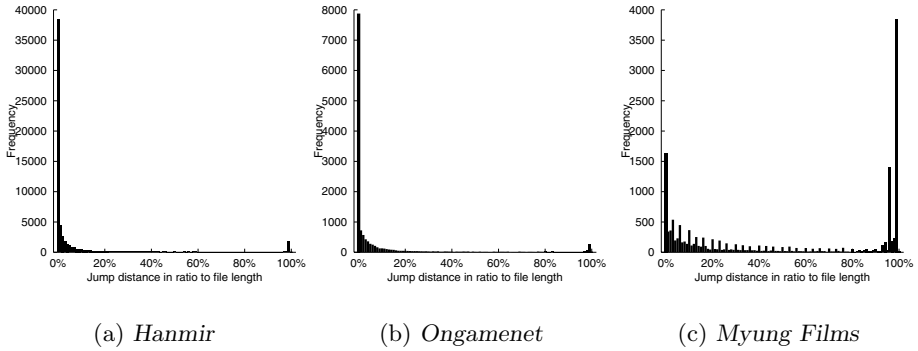 40000
35000
30000
25000
20000
15000
10000
5000
0
Frequency
0% 20% 40% 60% 80% 100%
Jump distance in ratio to file length
(a) Hanmir
8000
7000
6000
5000
4000
3000
2000
1000
0
Frequency
0% 20% 40% 60% 80% 100%
Jump distance in ratio to file length
(b) Ongamenet
4000
3500
3000
2500
2000
1500
1000
500
0
Frequency
0% 20% 40% 60% 80% 100%
Jump distance in ratio to file length
(c) Myung Films